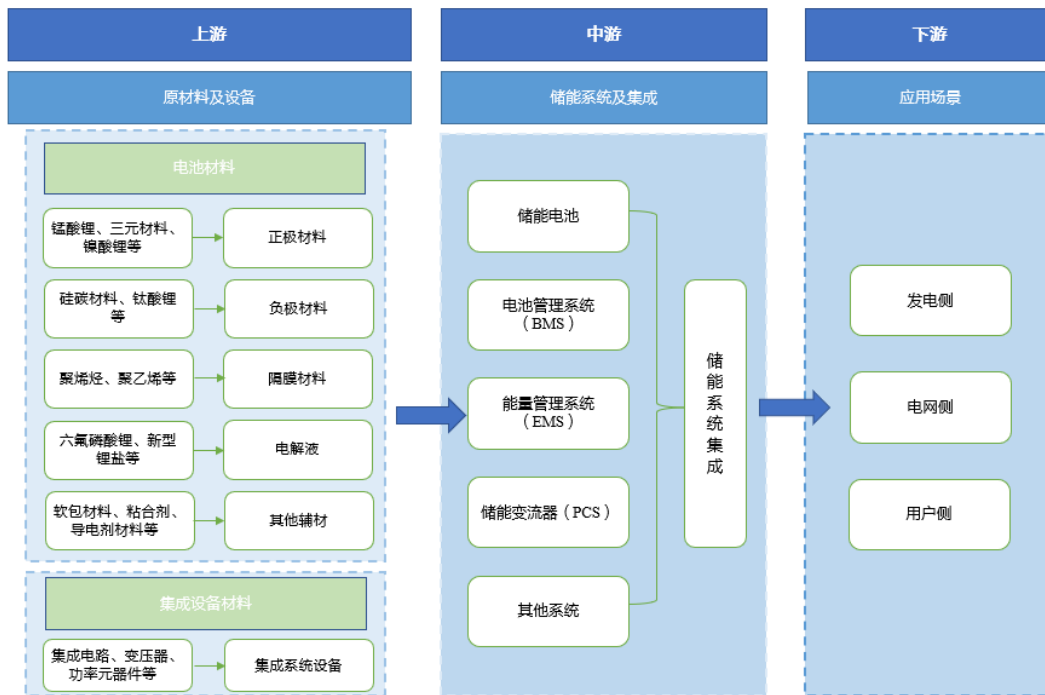 上游
原材料及设备
电池材料
锰酸锂、三元材料、
镍酸锂等
正极材料
硅碳材料、钛酸锂
等
负极材料
聚烯烃、聚乙烯等
隔膜材料
六氟磷酸锂、新型
锂盐等
电解液
软包材料、粘合剂、
导电剂材料等
其他辅材
集成设备材料
集成电路、变压器、
功率元器件等
集成系统设备
中游
储能系统及集成
储能电池
电池管理系统
（BMS）
能量管理系统
（EMS）
储能变流器（PCS）
其他系统
储能系统集成
下游
应用场景
发电侧
电网侧
用户侧